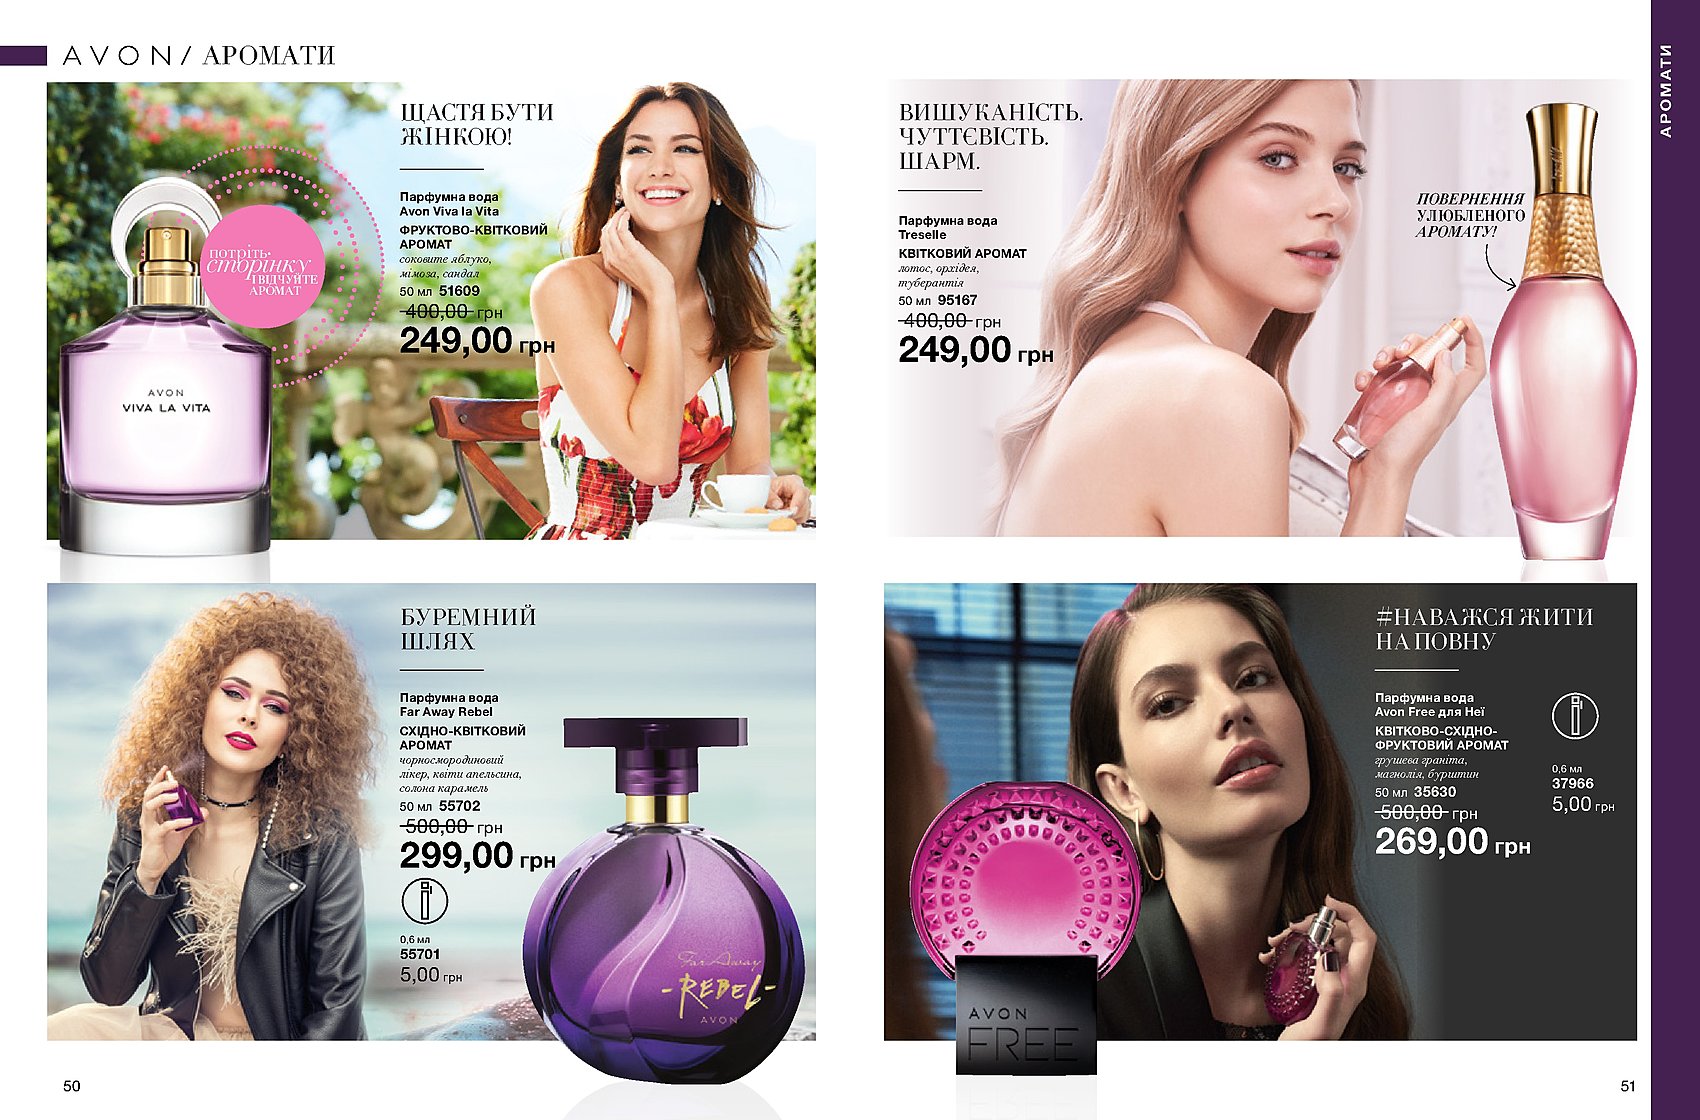 AVON/ АРОМАТИ
ЩАСТЯ БУТИ
ЖІНКОЮ!
Парфумна вода
Avon Viva la Vita
ФРУКТОВО-КВІТКОВИЙ
АРОМАТ
соковите яблуко,
мімоза, сандал
50 мл 51609
400,00 грн
249,00 грн
ПОТРІТЬ
СТОРІНКУ
І ВІДЧУЙТЕ
АРОМАТ
AVON
VIVA LA VITA
ВИШУКАНІСТЬ.
ЧУТТЄВІСТЬ.
ШАРМ.
Парфумна вода
Treselle
КВІТКОВИЙ АРОМАТ
лотос, орхідея,
тубероантія
50 мл 95167
400,00 грн
249,00 грн
ПОВЕРНЕННЯ
УЛЮБЛЕНОГО
АРОМАТУ!
АРОМАТИ
БУРЕМНИЙ
ШЛЯХ
Парфумна вода
Far Away Rebel
СХІДНО-КВІТКОВИЙ
АРОМАТ
чорносмородиновий
лікер, квіти апельсина,
солона карамель
50 мл 55702
500,00 грн
299,00 грн
0,6 мл
55701
5,00 грн
Far Away
REBEL
AVON
#НАВАЖСЯ ЖИТИ
НА ПОВНУ
Парфумна вода
Avon Free для Неї
КВІТКОВО-СХІДНО-
ФРУКТОВИЙ АРОМАТ
грушева граніта,
магнолія, бурштин
50 мл 35630
500,00 грн
269,00 грн
0,6 мл
37966
5,00 грн
AVON
FREE
50
51